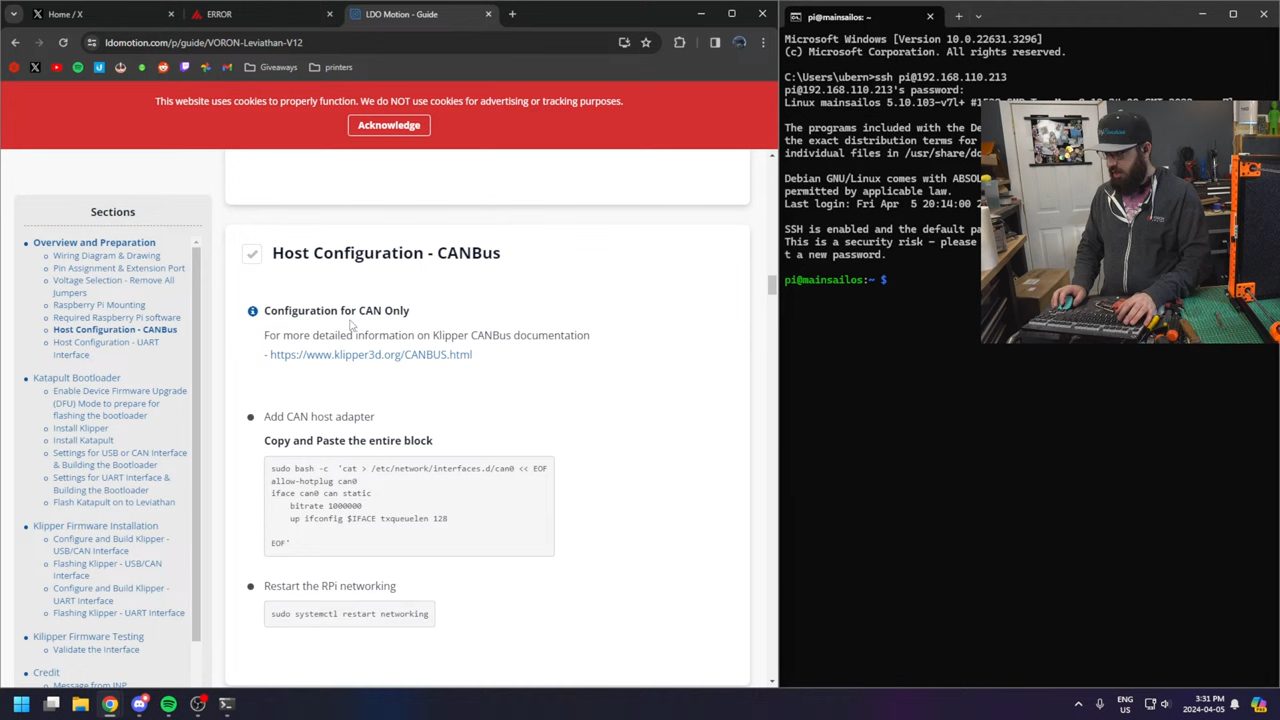 Home / X
ERROR
LDO Motion - Guide
ldomotion.com/p/guide/VORON-Leviathan-V12
Giveaways
printers
This website uses cookies to properly function. We do NOT use cookies for advertising or tracking purposes.
Acknowledge
Sections
Overview and Preparation
Wiring Diagram & Drawing
Pin Assignment & Extension Port
Voltage Selection - Remove All
Jumpers
Raspberry Pi Mounting
Required Raspberry Pi software
Host Configuration - CANBus
Host Configuration - UART
Interface
Katapult Bootloader
Enable Device Firmware Upgrade
(DFU) Mode to prepare for
flashing the bootloader
Install Klipper
Install Katapult
Settings for USB or CAN Interface
& Building the Bootloader
Settings for UART Interface &
Building the Bootloader
Flash Katapult on to Leviathan
Klipper Firmware Installation
Configure and Build Klipper -
USB/CAN Interface
Flashing Klipper - USB/CAN
Interface
Configure and Build Klipper -
UART Interface
Flashing Klipper - UART Interface
Kilipper Firmware Testing
Validate the Interface
Credit
Message from JNP
Host Configuration - CANBus
Configuration for CAN Only
For more detailed information on Klipper CANBus documentation
- https://www.klipper3d.org/CANBUS.html
Add CAN host adapter
Copy and Paste the entire block
sudo bash -c 'cat > /etc/network/interfaces.d/can0 << EOF
allow-hotplug can0
iface can0 can static
bitrate 1000000
up ifconfig $IFACE txqueuelen 128
EOF'
Restart the RPi networking
sudo systemctl restart networking
pi@mainsailos: ~
Microsoft Windows [Version 10.0.22631.3296]
(c) Microsoft Corporation. All rights reserved.
C:\Users\ubern>ssh pi@192.168.110.213
pi@192.168.110.213's password:
Linux mainsailos 5.10.103-v7l+
The programs included with the De
the exact distribution terms for
individual files in /usr/share/do
Debian GNU/Linux comes with ABSOL
permitted by applicable law.
Last login: Fri Apr 5 20:14:00 2
SSH is enabled and the default pa
This is a security risk - please
t a new password.
pi@mainsailos:~ $
ENG
US
3:31 PM
2024-04-05